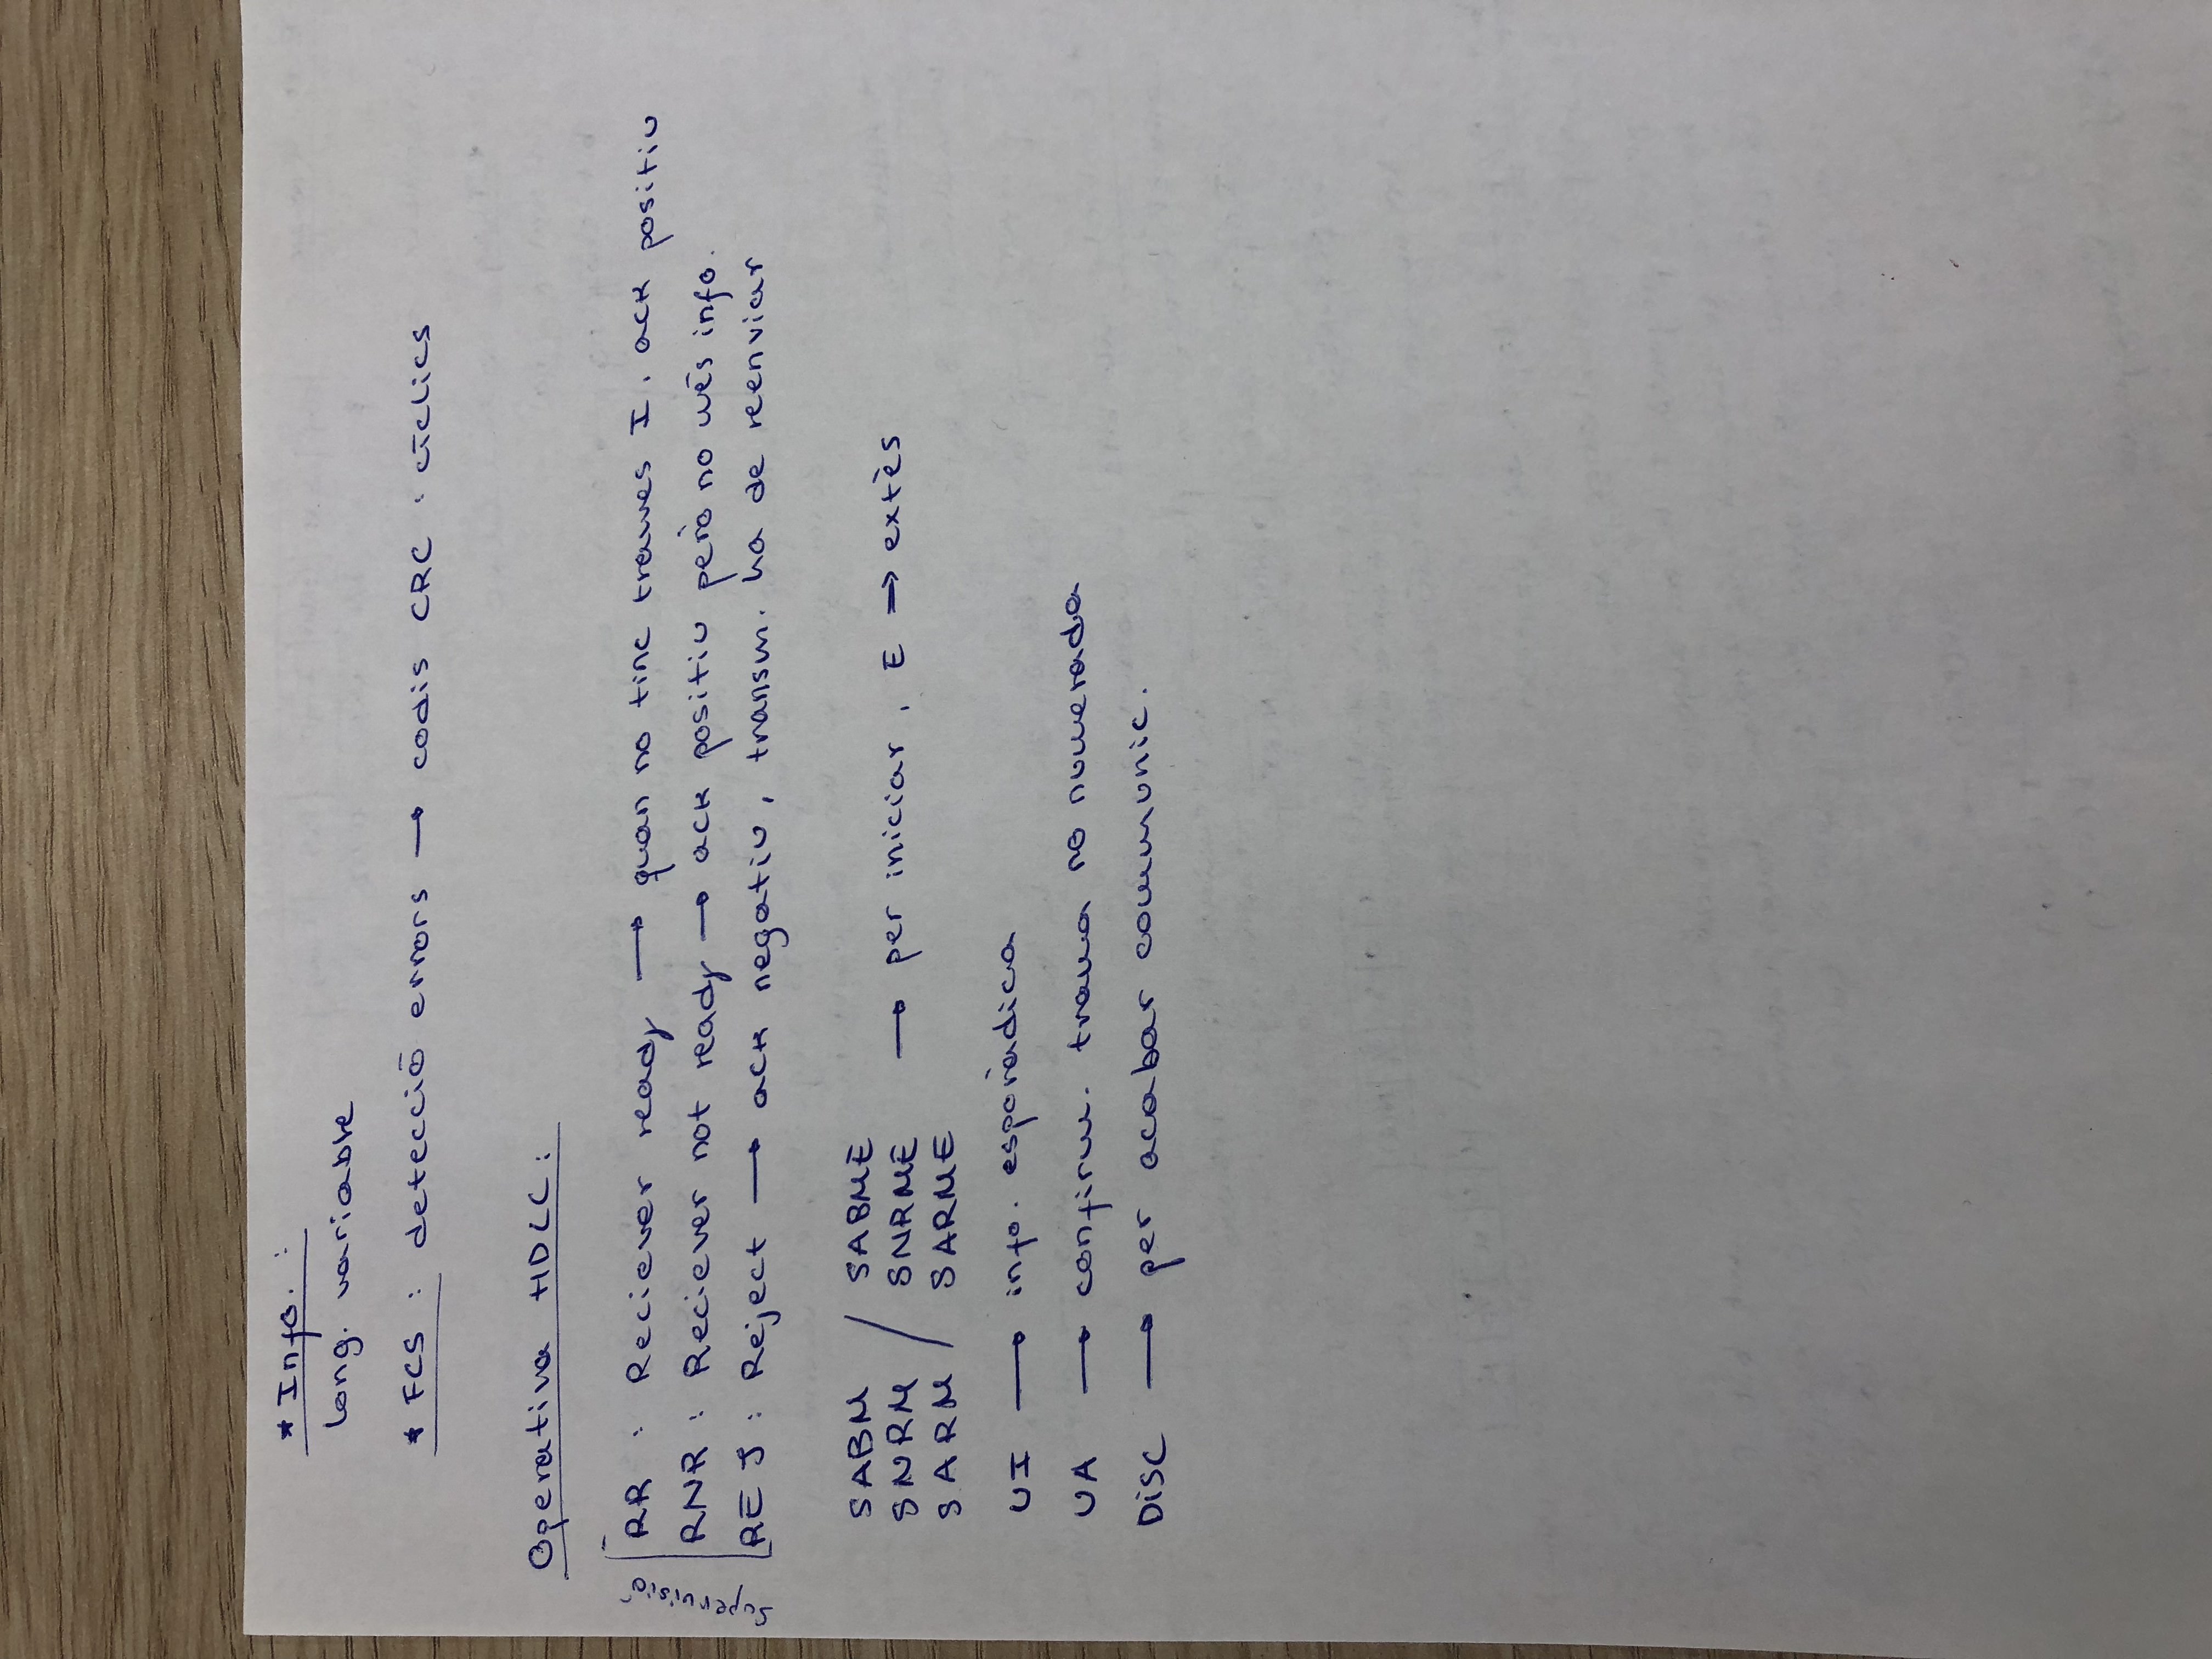 * Info. :
long. variable
* FCS : detecció errors → codis CRC : cíclics
Operativa HDLC :
Supervisió
RR : Reciever ready → quan no tinc trames I. ack positiu
RNR : Reciever not ready → ack positiu però no més info.
REJ : Reject → ack negatiu, transm. ha de reenviar
SABM / SABME
SNRM / SNRME → per iniciar, E → extès
SARM / SARME
UI → info. esporàdica
UA → confirm. trama no numerada
DISC → per acabar communic.